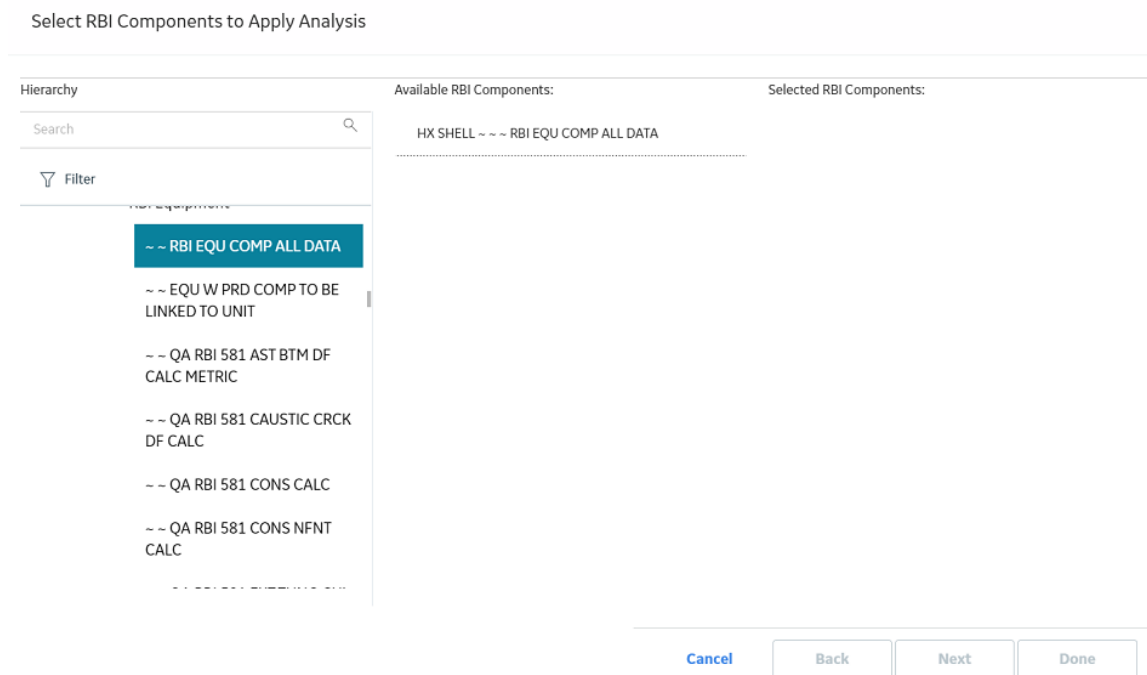 Select RBI Components to Apply Analysis
Hierarchy
Available RBI Components:
Selected RBI Components:
Search
HX SHELL ~ ~ ~ RBI EQU COMP ALL DATA
Filter
RBI Equipment
~ ~ RBI EQU COMP ALL DATA
~ ~ EQU W PRD COMP TO BE
LINKED TO UNIT
~ ~ QA RBI 581 AST BTM DF
CALC METRIC
~ ~ QA RBI 581 CAUSTIC CRCK
DF CALC
~ ~ QA RBI 581 CONS CALC
~ ~ QA RBI 581 CONS NFNT
CALC
Cancel
Back
Next
Done